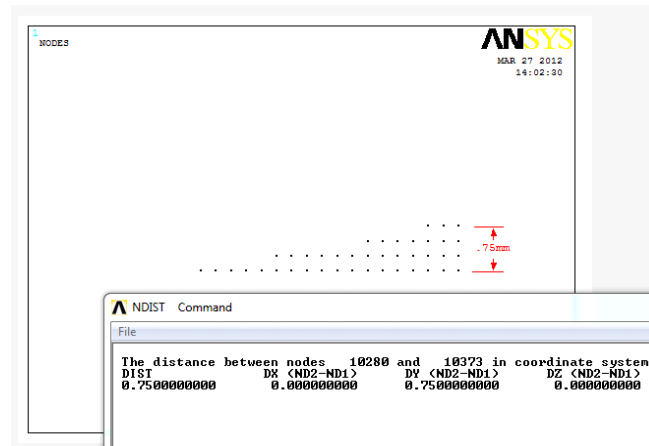 1
NODES
ANSYS
MAR 27 2012
14:02:30
.75mm
NDIST Command
File
The distance between nodes 10280 and 10373 in coordinate system
DIST DX (ND2-ND1) DY (ND2-ND1) DZ (ND2-ND1)
0.7500000000 0.000000000 0.7500000000 0.000000000